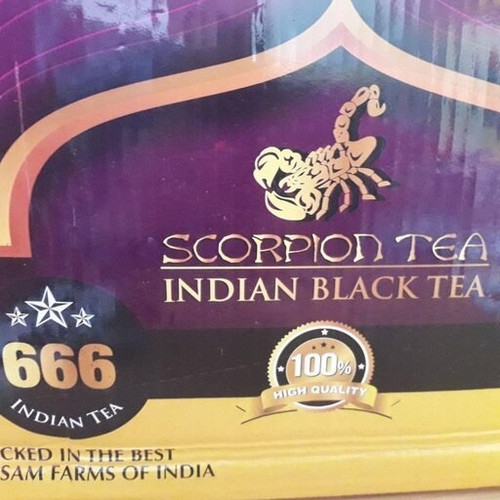 SCORPION TEA
INDIAN BLACK TEA
666
INDIAN TEA
100%
HIGH QUALITY
CKED IN THE BEST
SAM FARMS OF INDIA